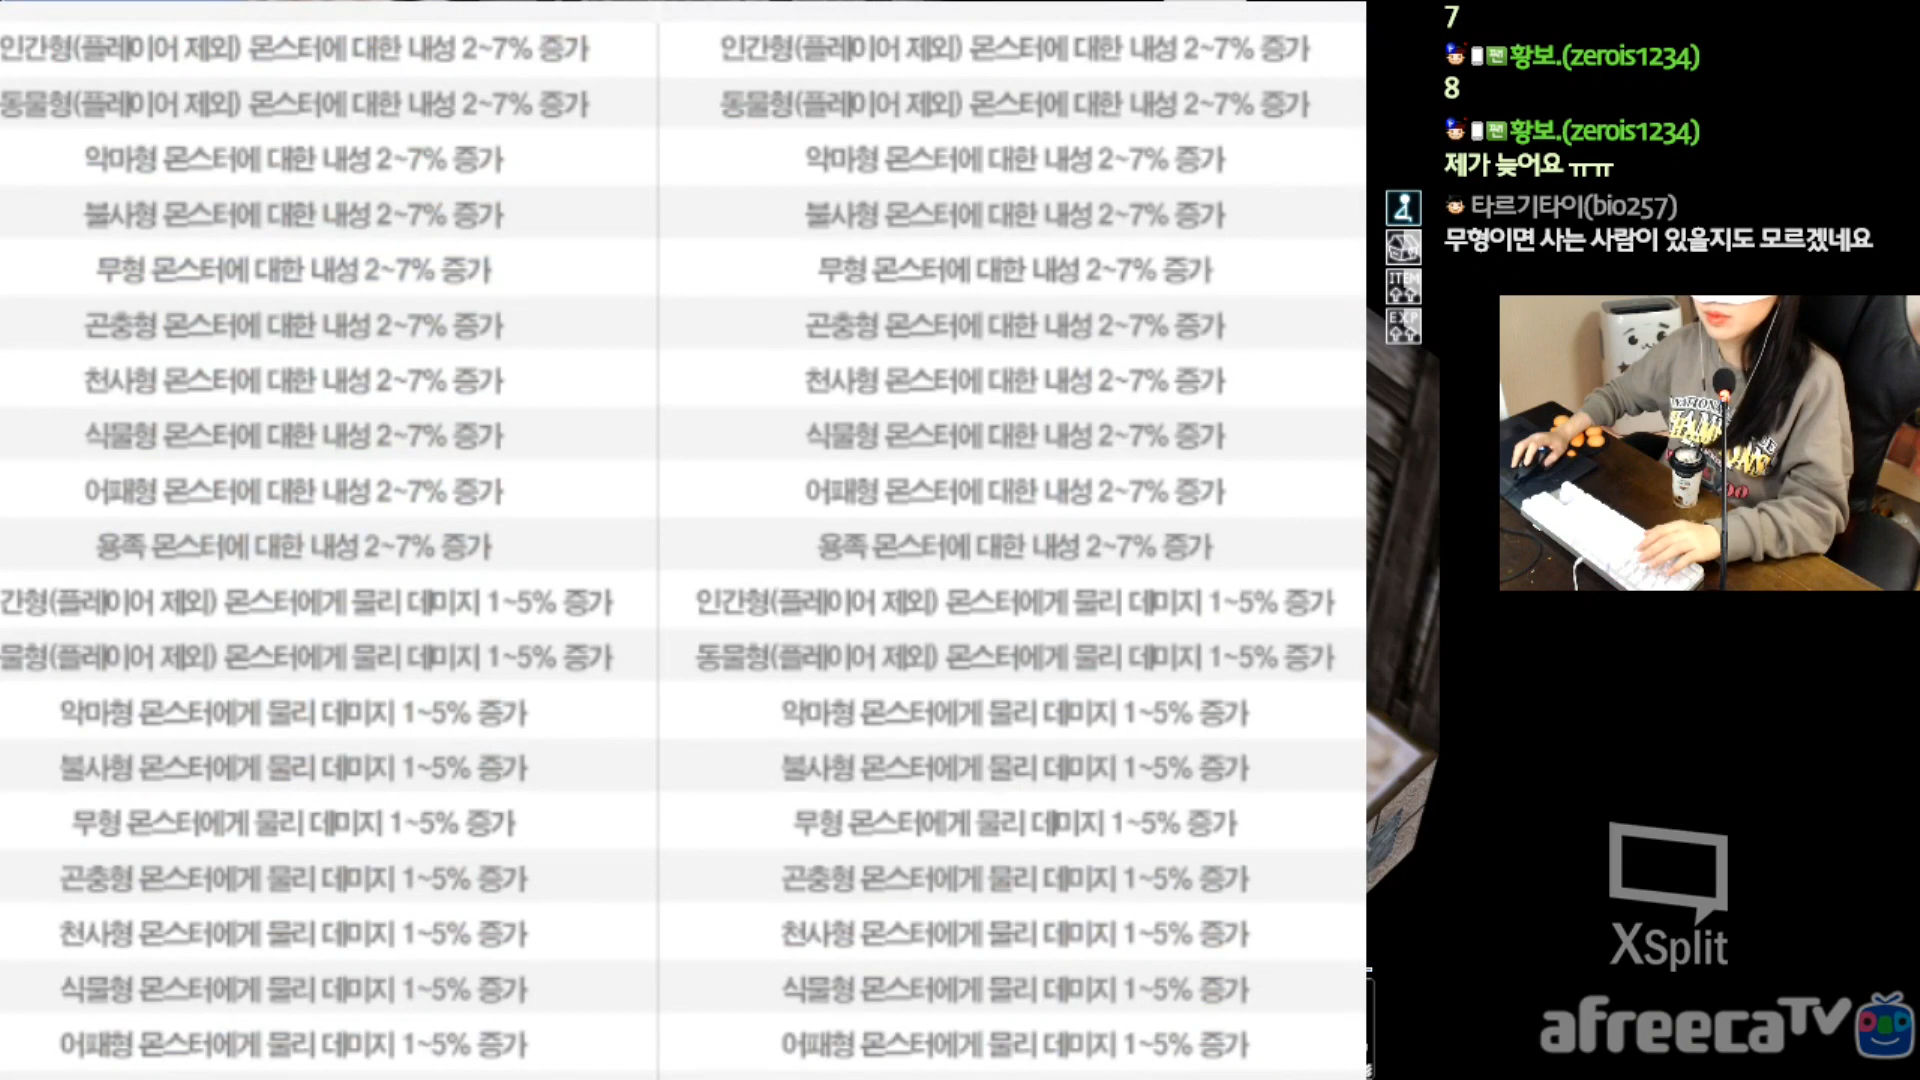 인간형(플레이어 제외) 몬스터에 대한 내성 2~7% 증가 인간형(플레이어 제외) 몬스터에 대한 내성 2~7% 증가
동물형(플레이어 제외) 몬스터에 대한 내성 2~7% 증가 동물형(플레이어 제외) 몬스터에 대한 내성 2~7% 증가
악마형 몬스터에 대한 내성 2~7% 증가 악마형 몬스터에 대한 내성 2~7% 증가
불사형 몬스터에 대한 내성 2~7% 증가 불사형 몬스터에 대한 내성 2~7% 증가
무형 몬스터에 대한 내성 2~7% 증가 무형 몬스터에 대한 내성 2~7% 증가
곤충형 몬스터에 대한 내성 2~7% 증가 곤충형 몬스터에 대한 내성 2~7% 증가
천사형 몬스터에 대한 내성 2~7% 증가 천사형 몬스터에 대한 내성 2~7% 증가
식물형 몬스터에 대한 내성 2~7% 증가 식물형 몬스터에 대한 내성 2~7% 증가
어패형 몬스터에 대한 내성 2~7% 증가 어패형 몬스터에 대한 내성 2~7% 증가
용족 몬스터에 대한 내성 2~7% 증가 용족 몬스터에 대한 내성 2~7% 증가
간형(플레이어 제외) 몬스터에게 물리 데미지 1~5% 증가 인간형(플레이어 제외) 몬스터에게 물리 데미지 1~5% 증가
물형(플레이어 제외) 몬스터에게 물리 데미지 1~5% 증가 동물형(플레이어 제외) 몬스터에게 물리 데미지 1~5% 증가
악마형 몬스터에게 물리 데미지 1~5% 증가 악마형 몬스터에게 물리 데미지 1~5% 증가
불사형 몬스터에게 물리 데미지 1~5% 증가 불사형 몬스터에게 물리 데미지 1~5% 증가
무형 몬스터에게 물리 데미지 1~5% 증가 무형 몬스터에게 물리 데미지 1~5% 증가
곤충형 몬스터에게 물리 데미지 1~5% 증가 곤충형 몬스터에게 물리 데미지 1~5% 증가
천사형 몬스터에게 물리 데미지 1~5% 증가 천사형 몬스터에게 물리 데미지 1~5% 증가
식물형 몬스터에게 물리 데미지 1~5% 증가 식물형 몬스터에게 물리 데미지 1~5% 증가
어패형 몬스터에게 물리 데미지 1~5% 증가 어패형 몬스터에게 물리 데미지 1~5% 증가
7
팬 황보.(zerois1234)
8
팬 황보.(zerois1234)
제가 늦어요 ㅠㅠ
타르기타이(bio257)
무형이면 사는 사람이 있을지도 모르겠네요
ITEM
EXP
XSplit
afreecaTV